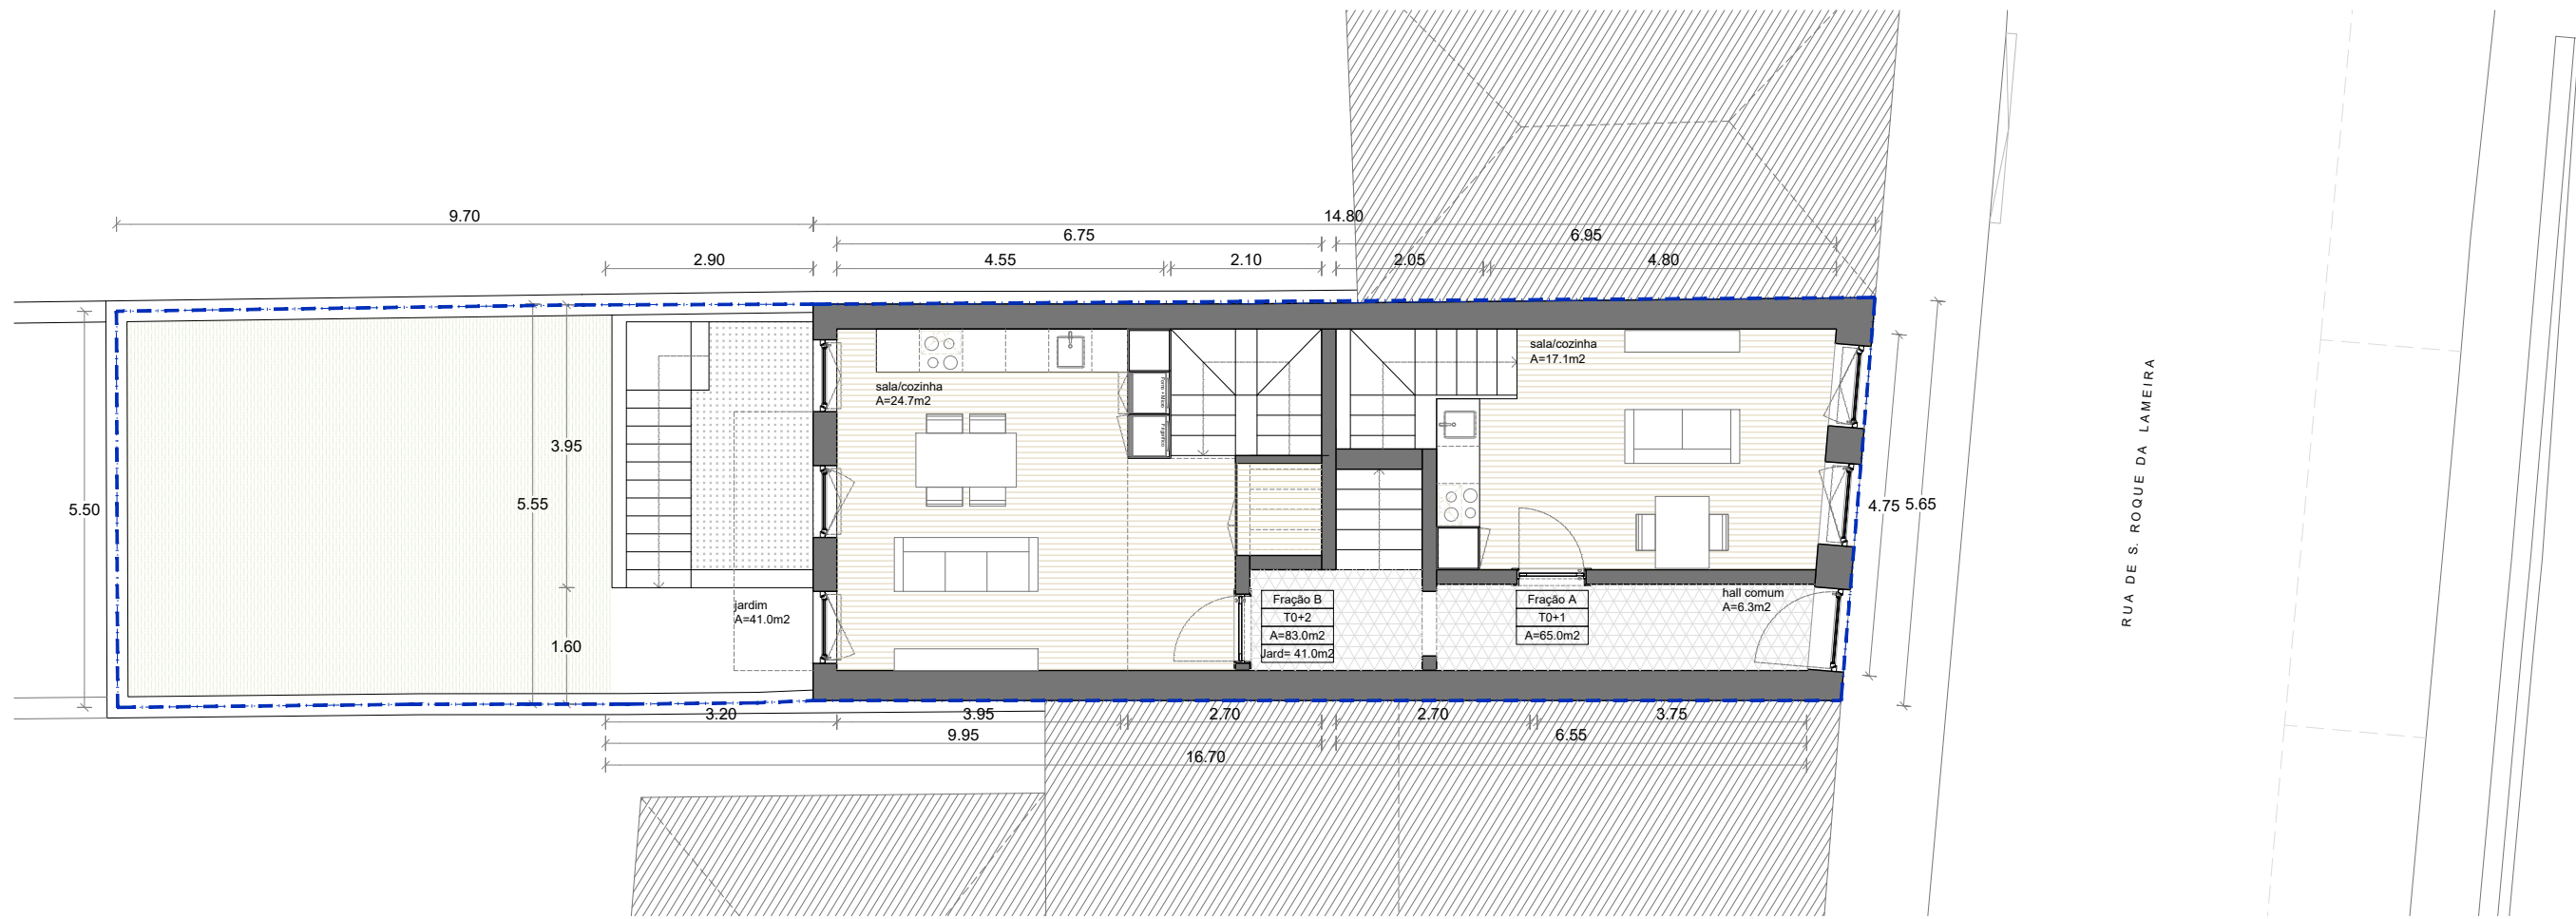 9.70
14.80
6.75
6.95
2.90
4.55
2.10
2.05
4.80
sala/cozinha
A=24.7m2
sala/cozinha
A=17.1m2
Frigorífico
3.95
5.55
5.50
4.75
5.65
1.60
jardim
A=41.0m2
Fração B
T0+2
A=83.0m2
Jard= 41.0m2
Fração A
T0+1
A=65.0m2
hall comum
A=6.3m2
RUA DE S. ROQUE DA LAMEIRA
3.20
3.95
2.70
2.70
3.75
9.95
6.55
16.70